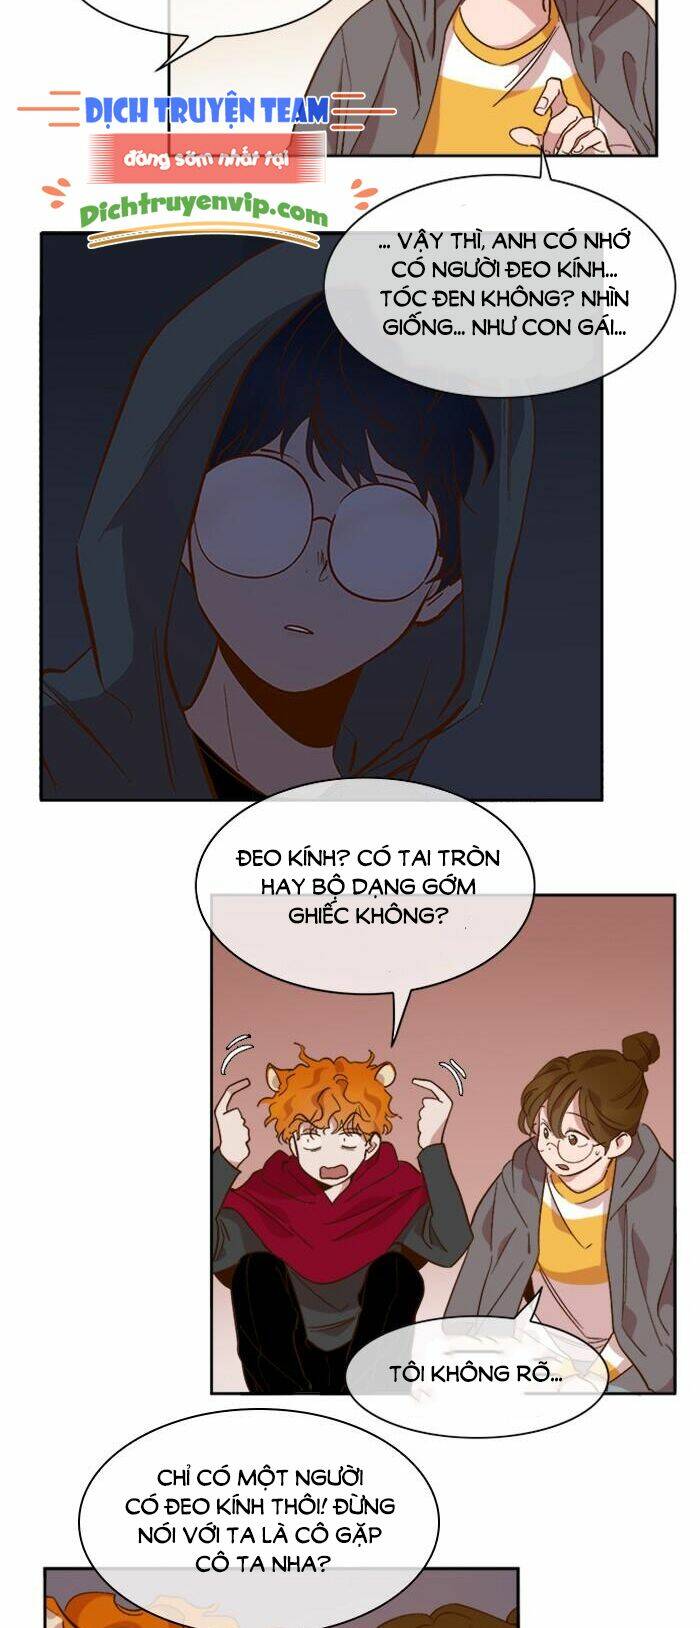 DỊCH TRUYỆN TEAM
đăng sớm nhất tại
Dichtruyenvip.com
... VẬY THÌ, ANH CÓ NHỚ
CÓ NGƯỜI ĐEO KÍNH...
TÓC ĐEN KHÔNG? NHÌN
GIỐNG... NHƯ CON GÁI...
ĐEO KÍNH? CÓ TAI TRÒN
HAY BỘ DẠNG GỚM
GHIẾC KHÔNG?
TÔI KHÔNG RÕ...
CHỈ CÓ MỘT NGƯỜI
CÓ ĐEO KÍNH THÔI! ĐỪNG
NÓI VỚI TA LÀ CÔ GẶP
CÔ TA NHA?